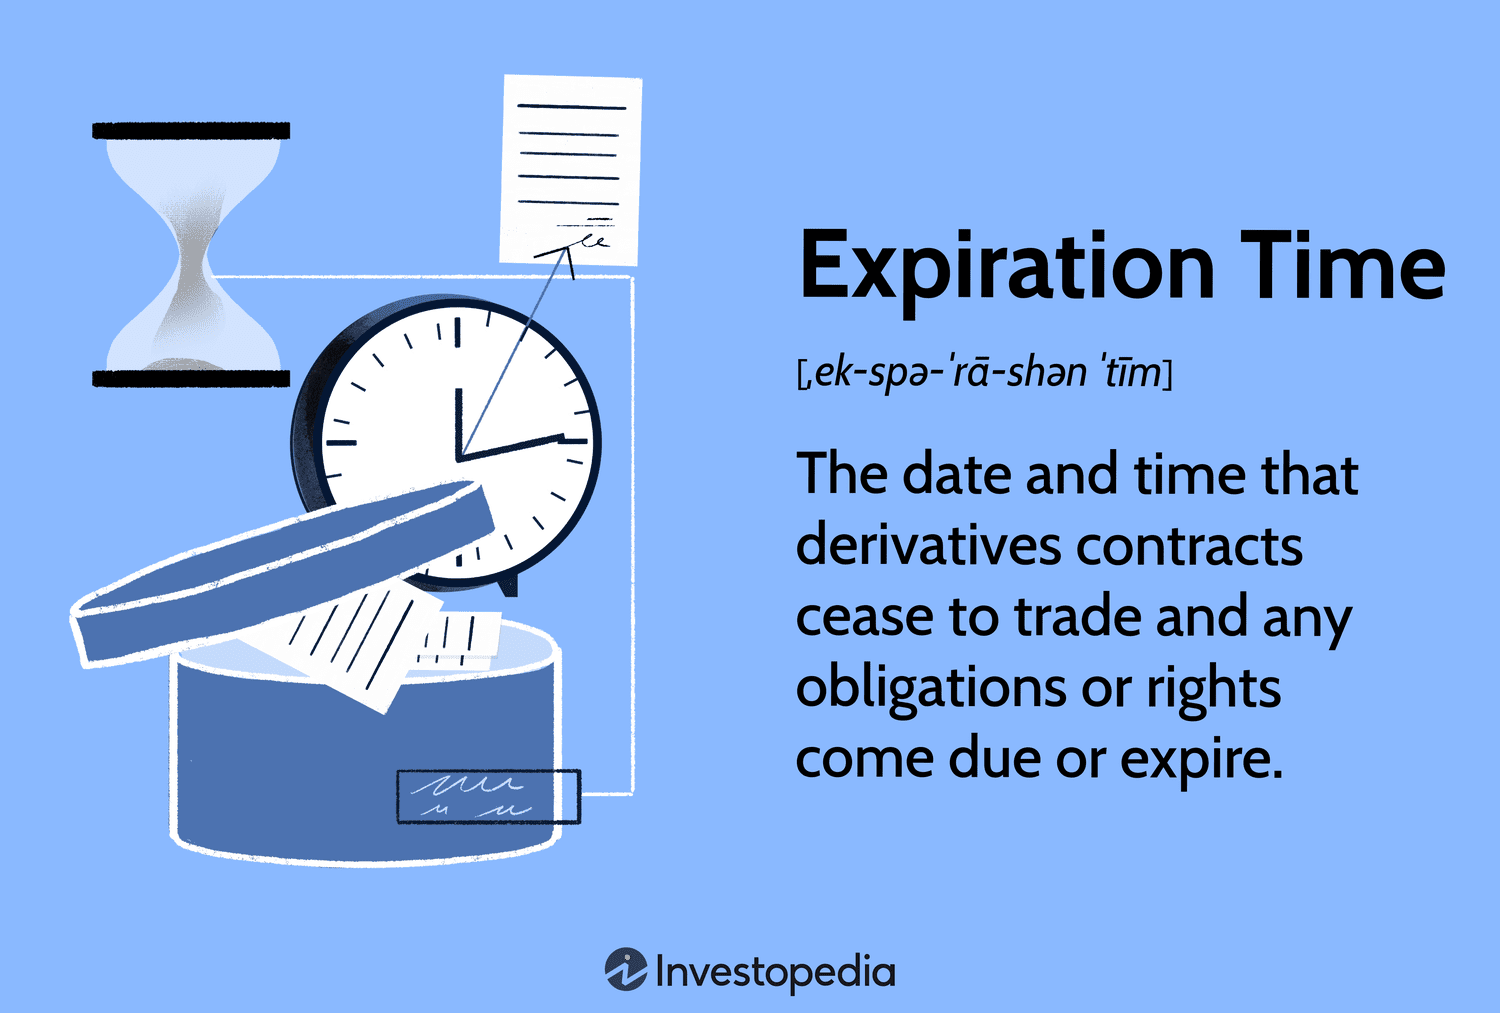 Expiration Time
[ˌek-spə-ˈrā-shən ˈtīm]
The date and time that
derivatives contracts
cease to trade and any
obligations or rights
come due or expire.
Investopedia